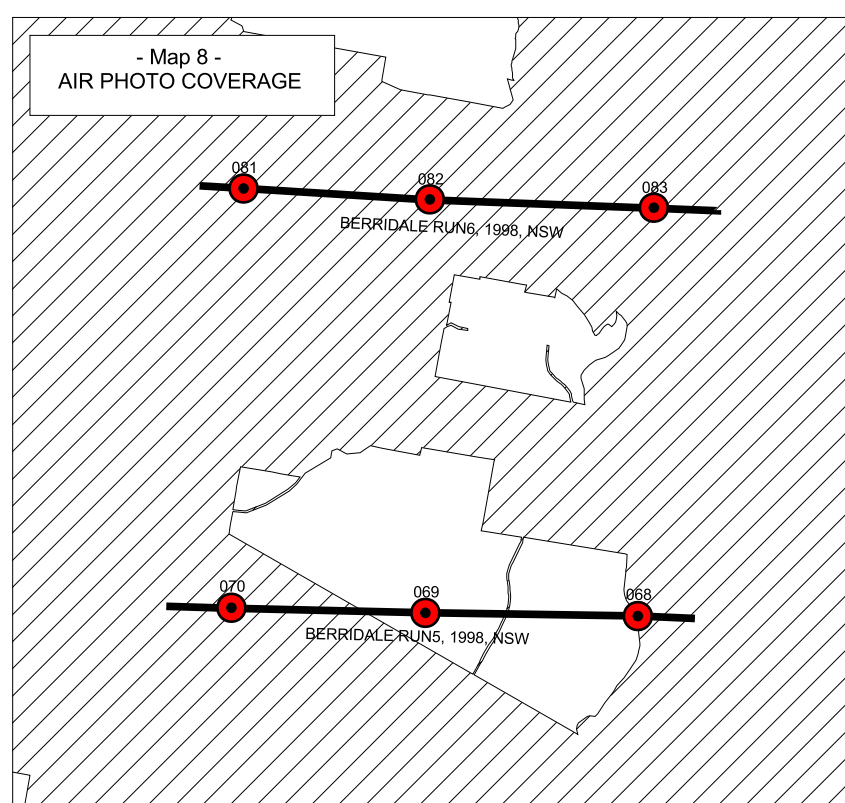 - Map 8 -
AIR PHOTO COVERAGE
081
082
083
BERRIDALE RUN6, 1998, NSW
070
069
068
BERRIDALE RUN5, 1998, NSW